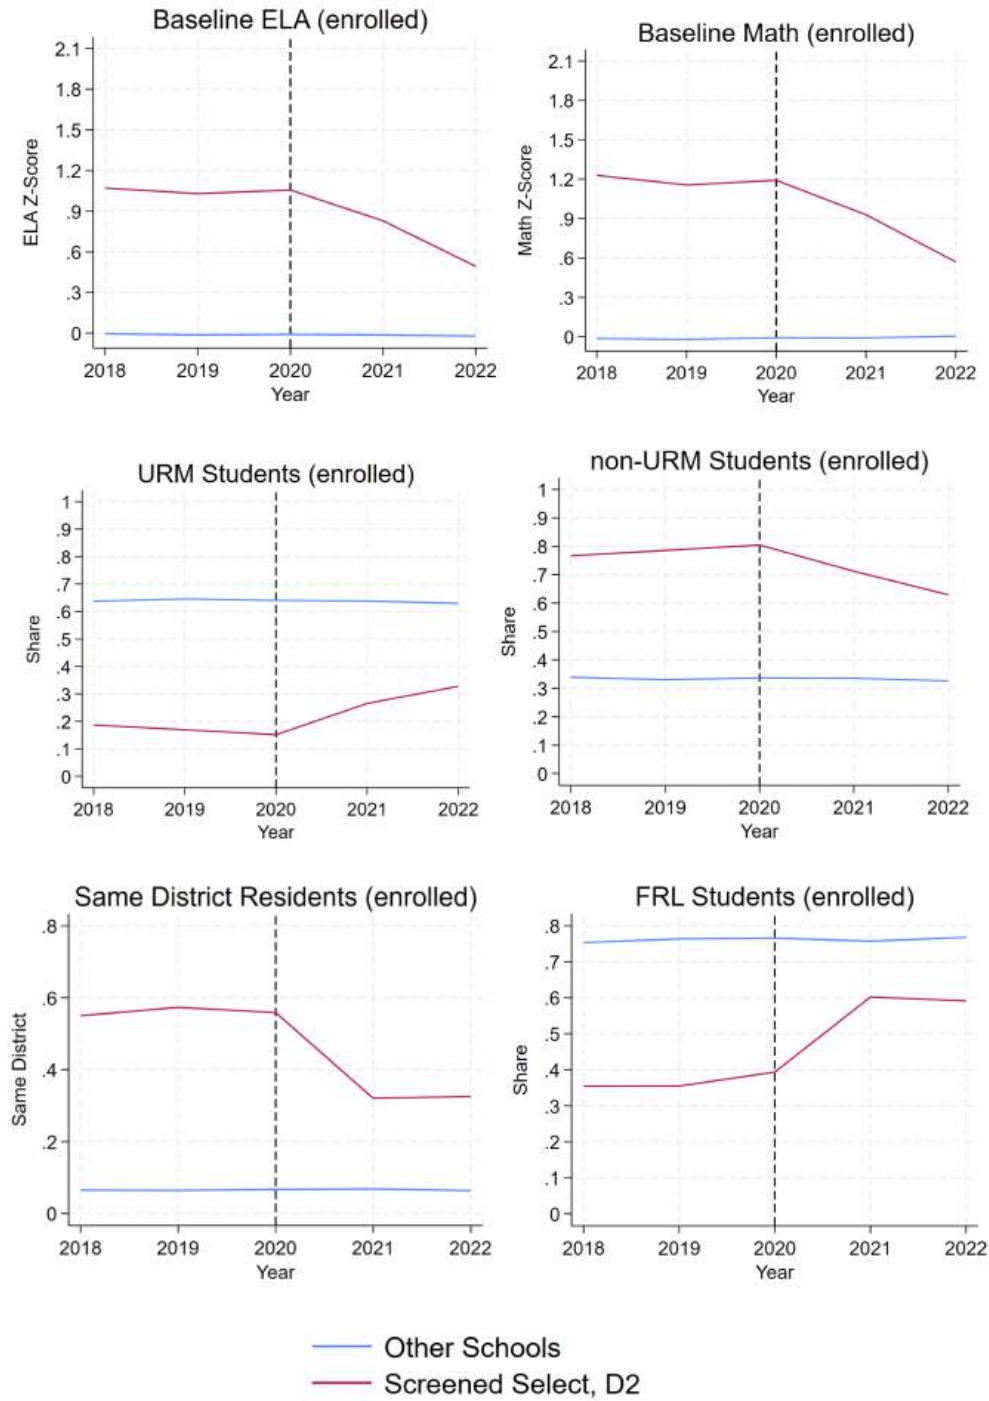 Baseline ELA (enrolled)
2.1
1.8
1.5
1.2
.9
.6
.3
0
ELA Z-Score
2018 2019 2020 2021 2022
Year
Baseline Math (enrolled)
2.1
1.8
1.5
1.2
.9
.6
.3
0
Math Z-Score
2018 2019 2020 2021 2022
Year
URM Students (enrolled)
1
.9
.8
.7
.6
.5
.4
.3
.2
.1
0
Share
2018 2019 2020 2021 2022
Year
non-URM Students (enrolled)
1
.9
.8
.7
.6
.5
.4
.3
.2
.1
0
Share
2018 2019 2020 2021 2022
Year
Same District Residents (enrolled)
.8
.6
.4
.2
0
Same District
2018 2019 2020 2021 2022
Year
FRL Students (enrolled)
.8
.7
.6
.5
.4
.3
.2
.1
0
Share
2018 2019 2020 2021 2022
Year
Other Schools
Screened Select, D2